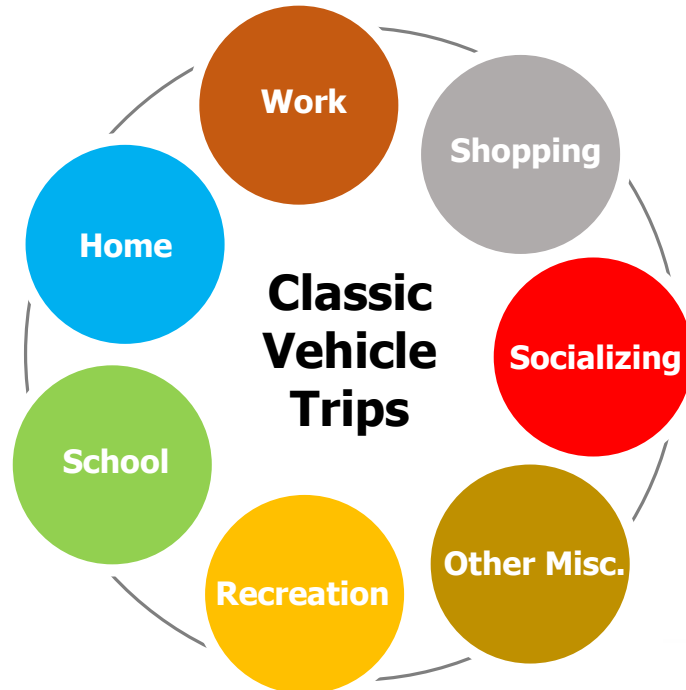 Work
Shopping
Home
Classic
Vehicle
Trips
Socializing
School
Other Misc.
Recreation